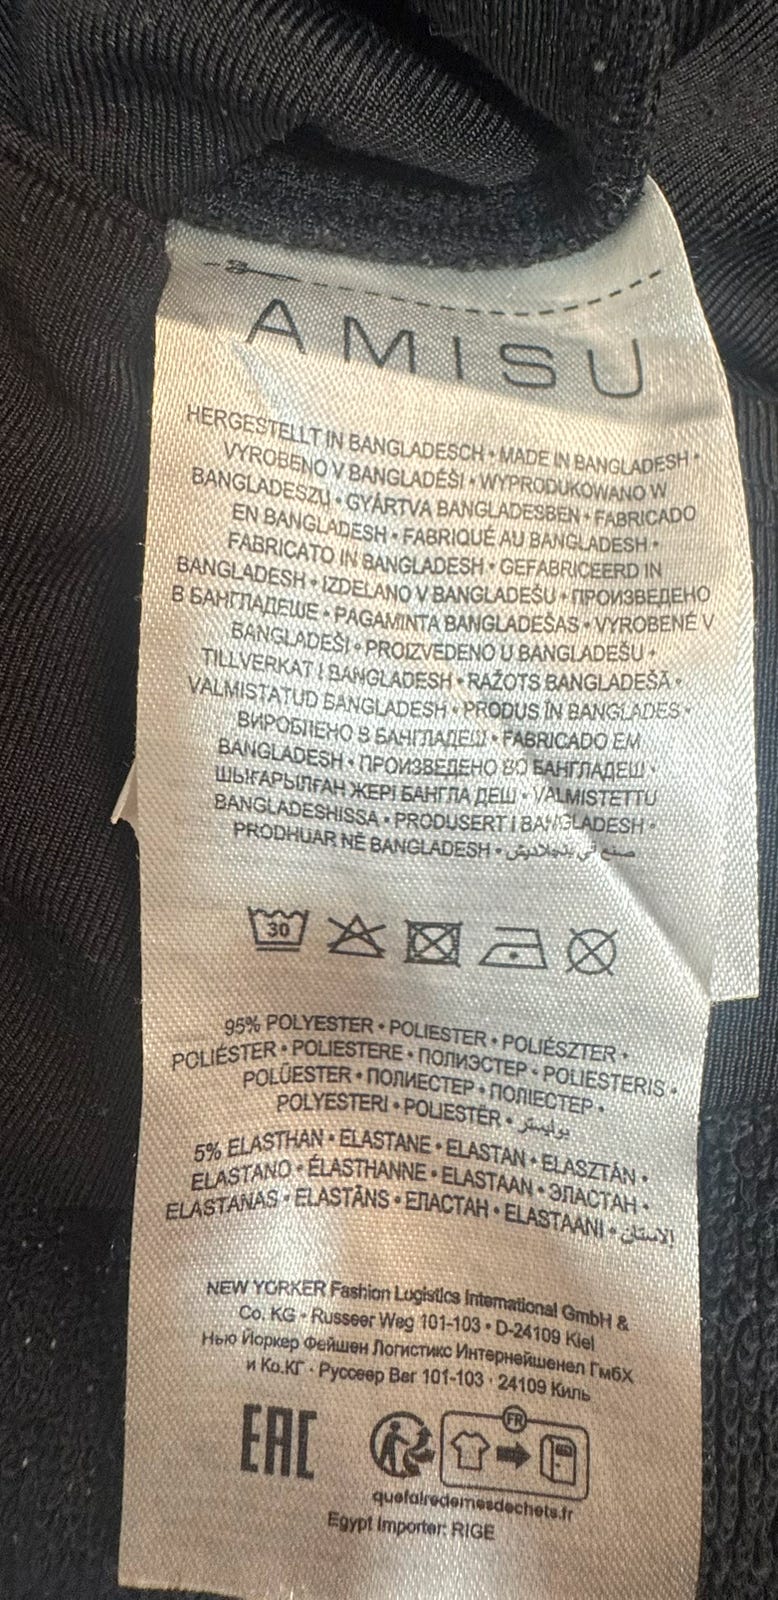 AMISU
HERGESTELLT IN BANGLADESCH • MADE IN BANGLADESH •
VYROBENO V BANGLADÉŠI • WYPRODUKOWANO W
BANGLADESZU • GYÁRTVA BANGLADESBEN • FABRICADO
EN BANGLADESH • FABRIQUÉ AU BANGLADESH •
FABRICATO IN BANGLADESH • GEFABRICEERD IN
BANGLADESH • IZDELANO V BANGLADEŠU • ПРОИЗВЕДЕНО
В БАНГЛАДЕШЕ • PAGAMINTA BANGLADEŠAS • VYROBENÉ V
BANGLADEŠI • PROIZVEDENO U BANGLADEŠU •
TILLVERKAT I BANGLADESH • RAŽOTS BANGLADEŠĀ •
VALMISTATUD BANGLADESH • PRODUS ÎN BANGLADES •
ВИРОБЛЕНО В БАНГЛАДЕШ • FABRICADO EM
BANGLADESH • ПРОИЗВЕДЕНО ВО БАНГЛАДЕШ •
ШЫҒАРЫЛҒАН ЖЕРІ БАНГЛА ДЕШ • VALMISTETTU
BANGLADESHISSA • PRODUSERT I BANGLADESH •
PRODHUAR NË BANGLADESH • صنع في بنجلاديش
30
95% POLYESTER • POLIESTER • POLIÉSZTER •
POLIÉSTER • POLIESTERE • ПОЛИЭСТЕР • POLIESTERIS •
POLÜESTER • ПОЛИЕСТЕР • ПОЛІЕСТЕР •
POLYESTERI • POLIESTËR • بوليستر
5% ELASTHAN • ELASTANE • ELASTAN • ELASZTÁN •
ELASTANO • ÉLASTHANNE • ELASTAAN • ЭЛАСТАН •
ELASTANAS • ELASTĀNS • ЕЛАСТАН • ELASTAANI • الاستان
NEW YORKER Fashion Logistics International GmbH &
Co. KG • Russeer Weg 101-103 • D-24109 Kiel
Нью Йоркер Фейшен Логистикс Интернейшенел ГмбХ
и Ко.КГ · Руссеер Вег 101-103 · 24109 Киль
EAC
FR
quefairedemesdechets.fr
Egypt Importer: RIGE